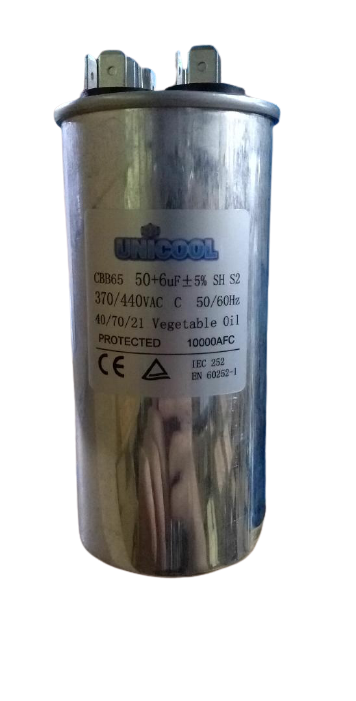 UNICOOL
CBB65 50+6uF±5% SH S2
370/440VAC C 50/60Hz
40/70/21 Vegetable Oil
PROTECTED 10000AFC
CE IEC 252
EN 60252-1